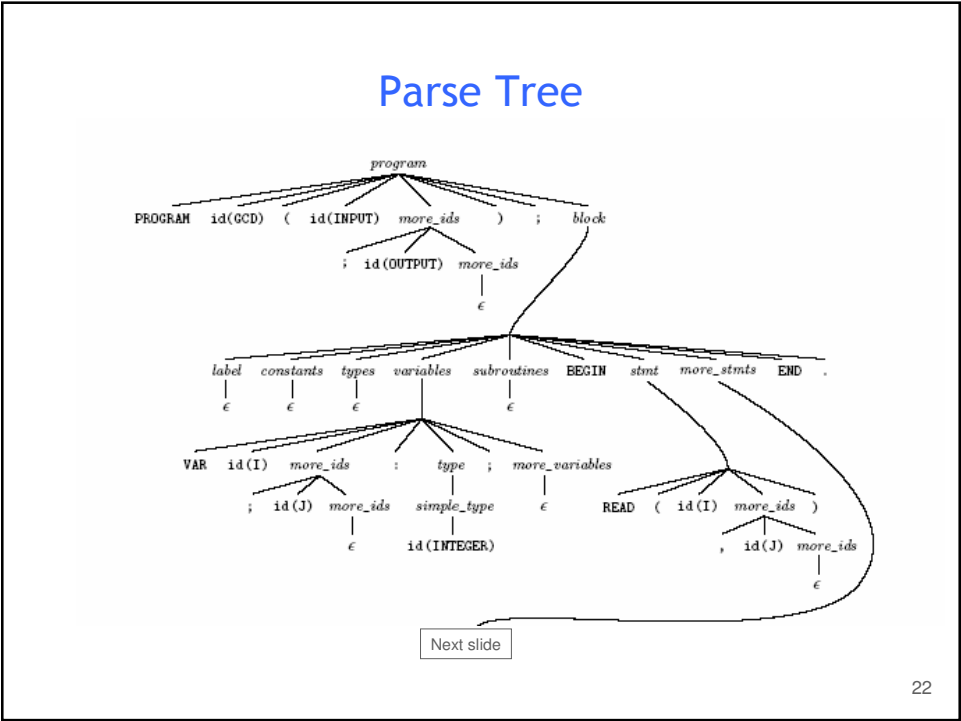 Parse Tree
program
PROGRAM id(GCD) ( id(INPUT) more_ids ) ; block
; id(OUTPUT) more_ids
ϵ
label constants types variables subroutines BEGIN stmt more_stmts END .
ϵ ϵ ϵ ϵ
VAR id(I) more_ids : type ; more_variables
; id(J) more_ids simple_type ϵ READ ( id(I) more_ids )
ϵ id(INTEGER) , id(J) more_ids
ϵ
Next slide
22